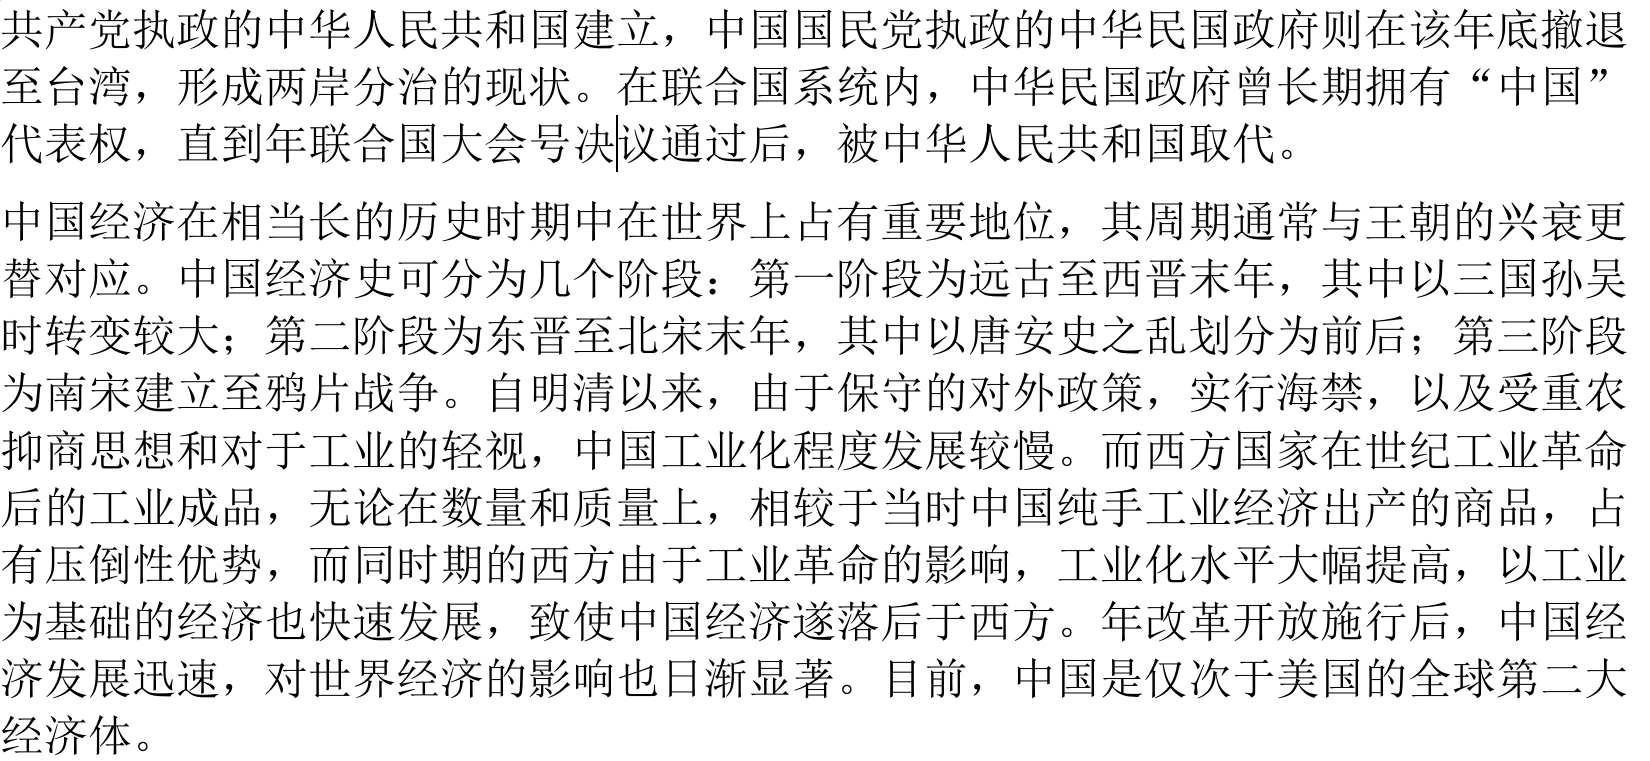 共产党执政的中华人民共和国建立，中国国民党执政的中华民国政府则在该年底撤退
至台湾，形成两岸分治的现状。在联合国系统内，中华民国政府曾长期拥有“中国”
代表权，直到年联合国大会号决议通过后，被中华人民共和国取代。
中国经济在相当长的历史时期中在世界上占有重要地位，其周期通常与王朝的兴衰更
替对应。中国经济史可分为几个阶段：第一阶段为远古至西晋末年，其中以三国孙吴
时转变较大；第二阶段为东晋至北宋末年，其中以唐安史之乱划分为前后；第三阶段
为南宋建立至鸦片战争。自明清以来，由于保守的对外政策，实行海禁，以及受重农
抑商思想和对于工业的轻视，中国工业化程度发展较慢。而西方国家在世纪工业革命
后的工业成品，无论在数量和质量上，相较于当时中国纯手工业经济出产的商品，占
有压倒性优势，而同时期的西方由于工业革命的影响，工业化水平大幅提高，以工业
为基础的经济也快速发展，致使中国经济遂落后于西方。年改革开放施行后，中国经
济发展迅速，对世界经济的影响也日渐显著。目前，中国是仅次于美国的全球第二大
经济体。